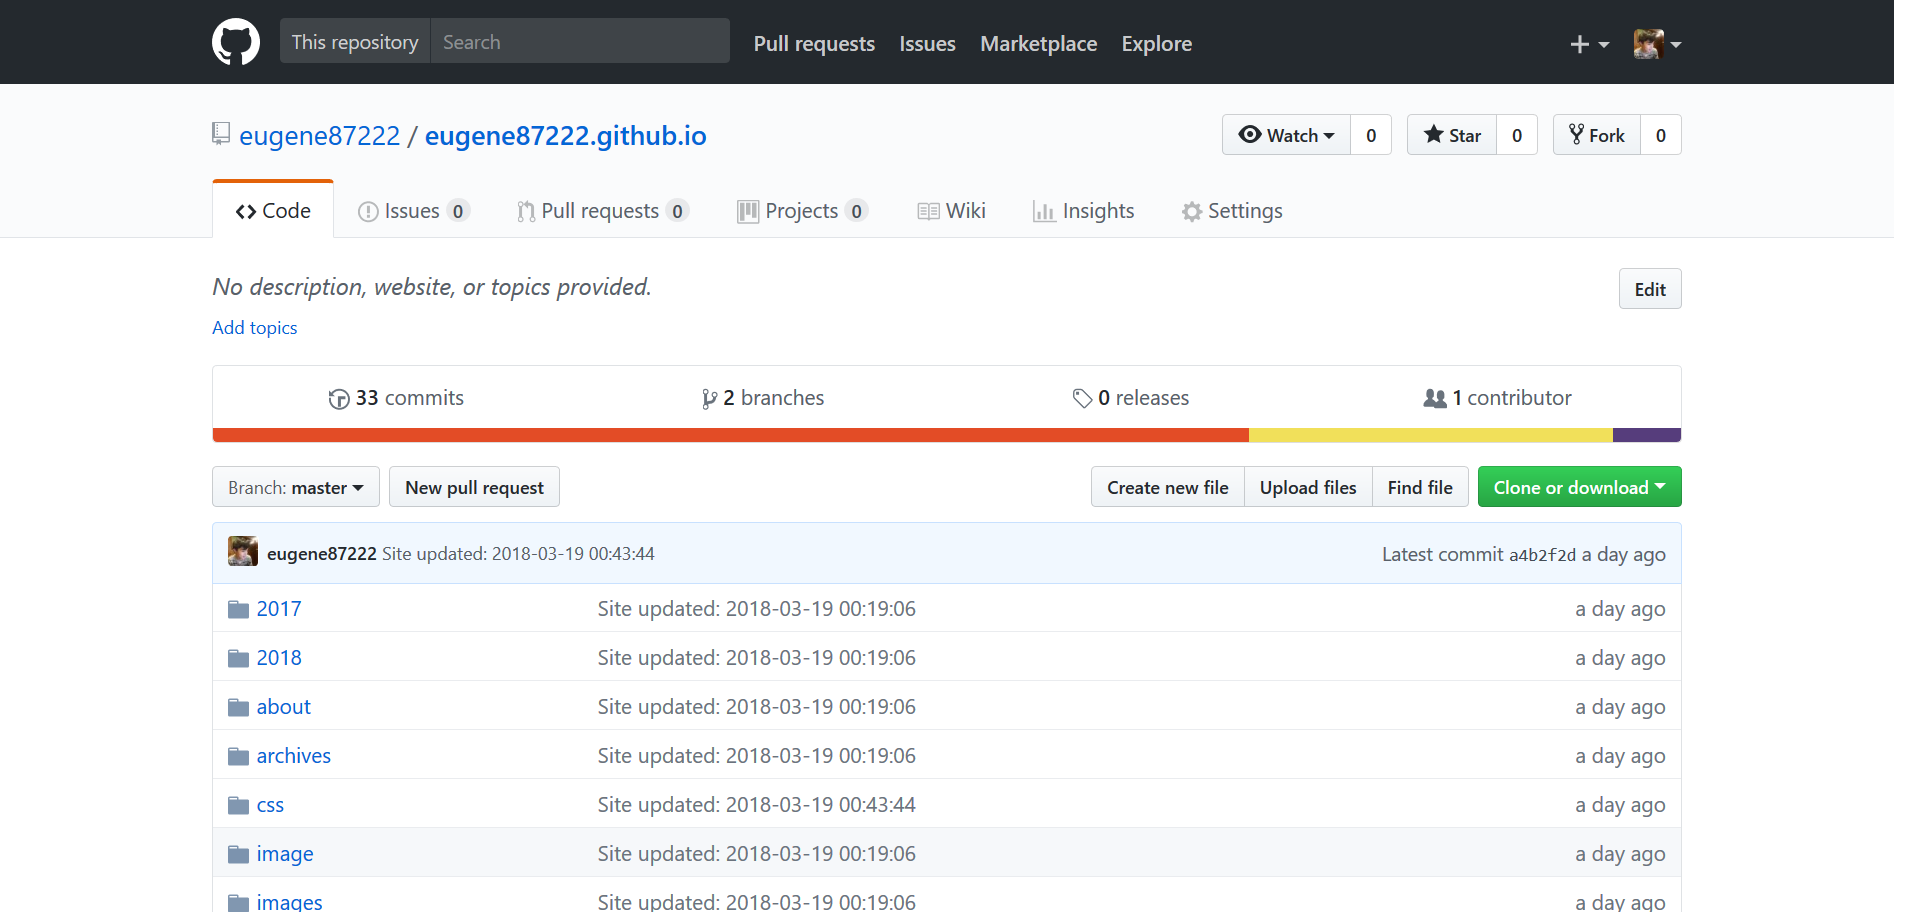 This repository Search Pull requests Issues Marketplace Explore
eugene87222 / eugene87222.github.io Watch 0 Star 0 Fork 0
Code Issues 0 Pull requests 0 Projects 0 Wiki Insights Settings
No description, website, or topics provided. Edit
Add topics
33 commits 2 branches 0 releases 1 contributor
Branch: master New pull request Create new file Upload files Find file Clone or download
eugene87222 Site updated: 2018-03-19 00:43:44 Latest commit a4b2f2d a day ago
2017 Site updated: 2018-03-19 00:19:06 a day ago
2018 Site updated: 2018-03-19 00:19:06 a day ago
about Site updated: 2018-03-19 00:19:06 a day ago
archives Site updated: 2018-03-19 00:19:06 a day ago
css Site updated: 2018-03-19 00:43:44 a day ago
image Site updated: 2018-03-19 00:19:06 a day ago
images Site updated: 2018-03-19 00:19:06 a day ago